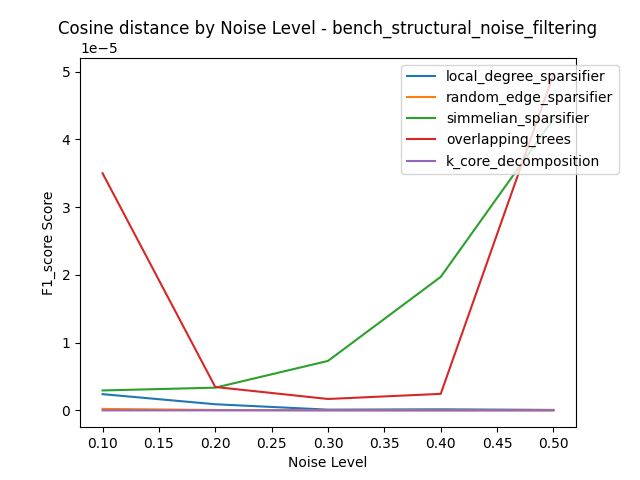 Cosine distance by Noise Level - bench_structural_noise_filtering
1e−5
local_degree_sparsifier
random_edge_sparsifier
simmelian_sparsifier
overlapping_trees
k_core_decomposition
5
4
3
2
1
0
F1_score Score
0.10 0.15 0.20 0.25 0.30 0.35 0.40 0.45 0.50
Noise Level